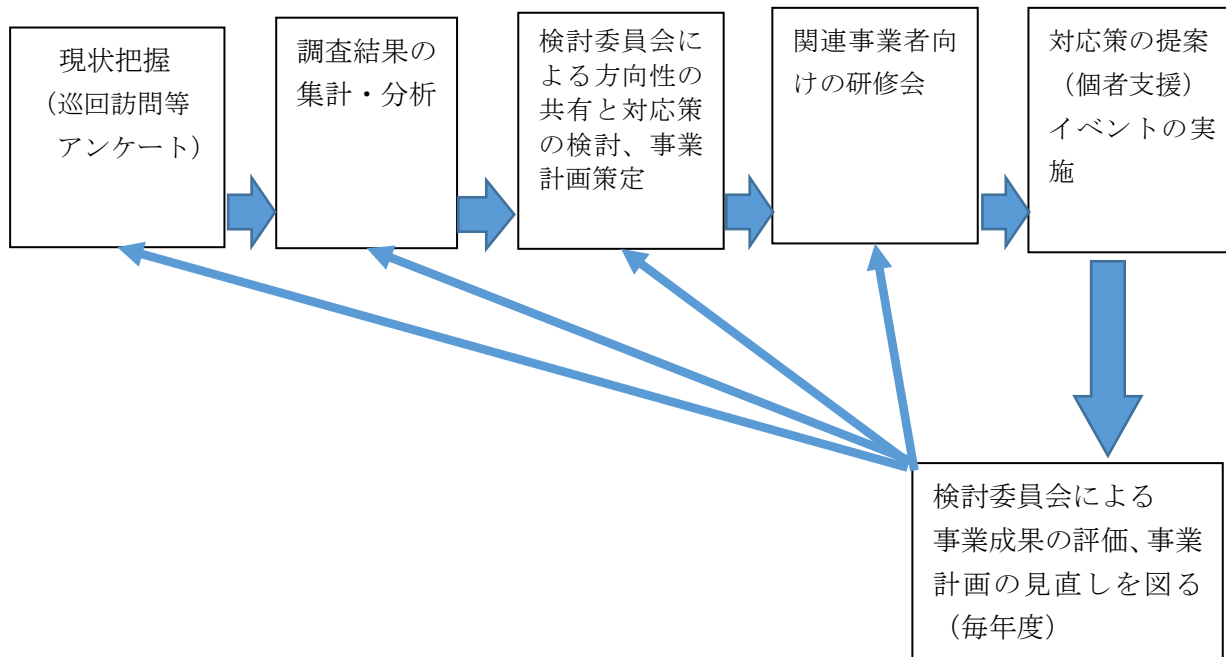 現状把握
（巡回訪問等
アンケート）
調査結果の
集計・分析
検討委員会に
よる方向性の
共有と対応策
の検討、事業
計画策定
関連事業者向
けの研修会
対応策の提案
（個者支援）
イベントの実
施
検討委員会による
事業成果の評価、事業
計画の見直しを図る
（毎年度）